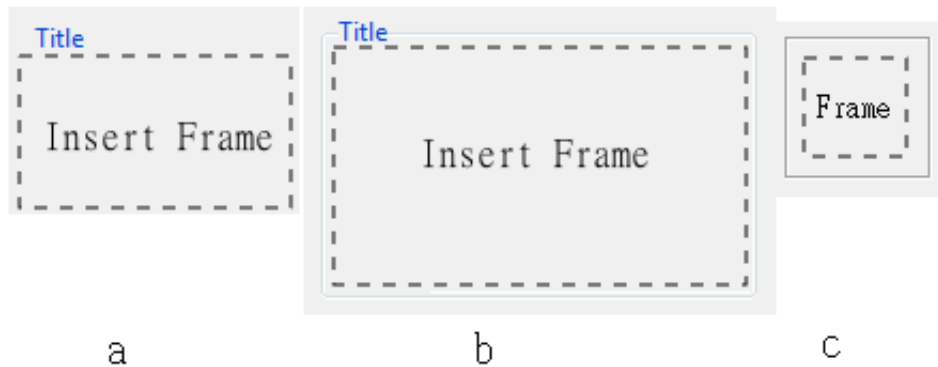 Title
Insert Frame
Title
Insert Frame
Frame
a
b
c